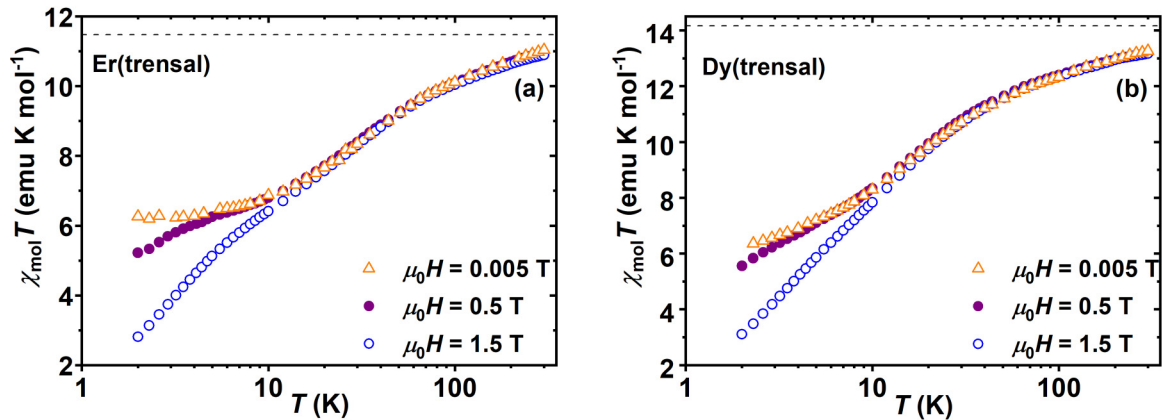 12
10
8
6
4
2
χmolT (emu K mol-1)
Er(trensal)
(a)
μ0H = 0.005 T
μ0H = 0.5 T
μ0H = 1.5 T
1
10
100
T (K)
14
12
10
8
6
4
2
χmolT (emu K mol-1)
Dy(trensal)
(b)
μ0H = 0.005 T
μ0H = 0.5 T
μ0H = 1.5 T
1
10
100
T (K)